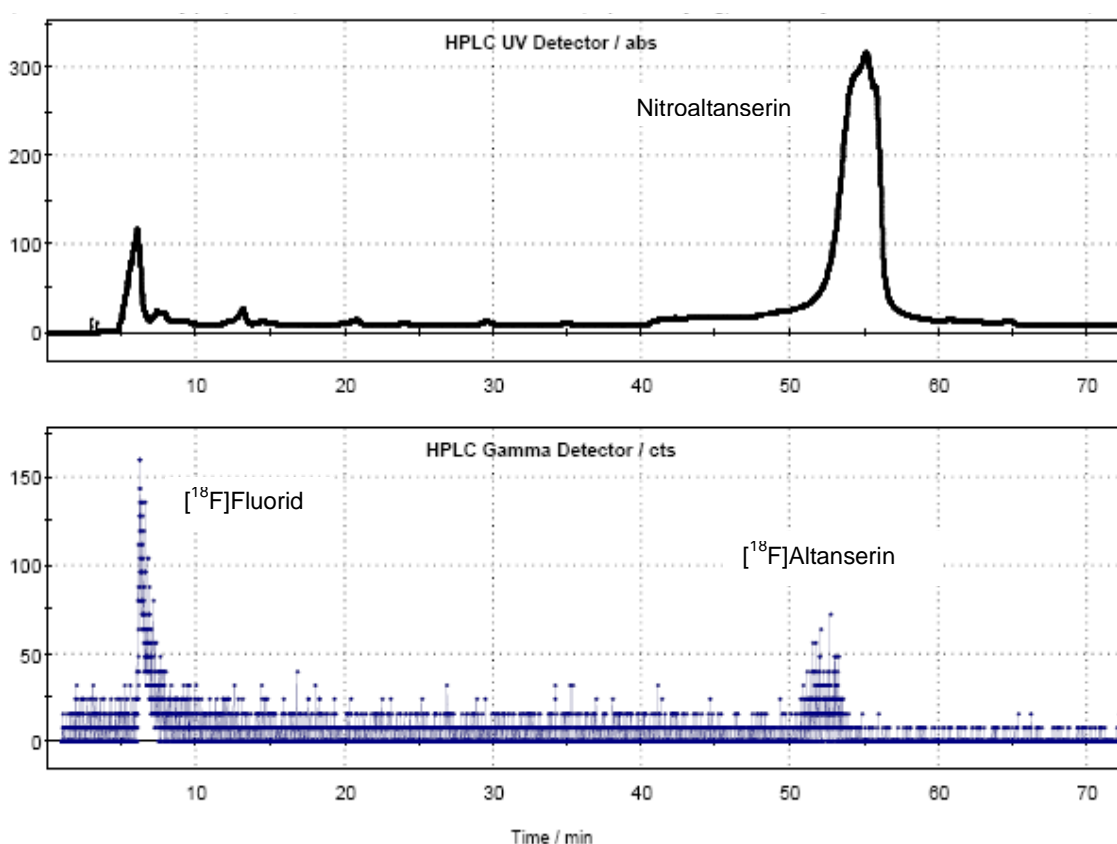 HPLC UV Detector / abs
300
200
100
0
Nitroaltanserin
10 20 30 40 50 60 70
HPLC Gamma Detector / cts
150
100
50
0
[¹⁸F]Fluorid
[¹⁸F]Altanserin
10 20 30 40 50 60 70
Time / min